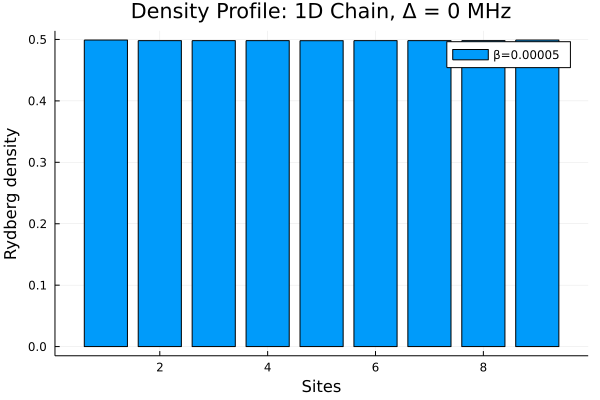 Density Profile: 1D Chain, Δ = 0 MHz
β=0.00005
Rydberg density
0.5
0.4
0.3
0.2
0.1
0.0
2 4 6 8
Sites